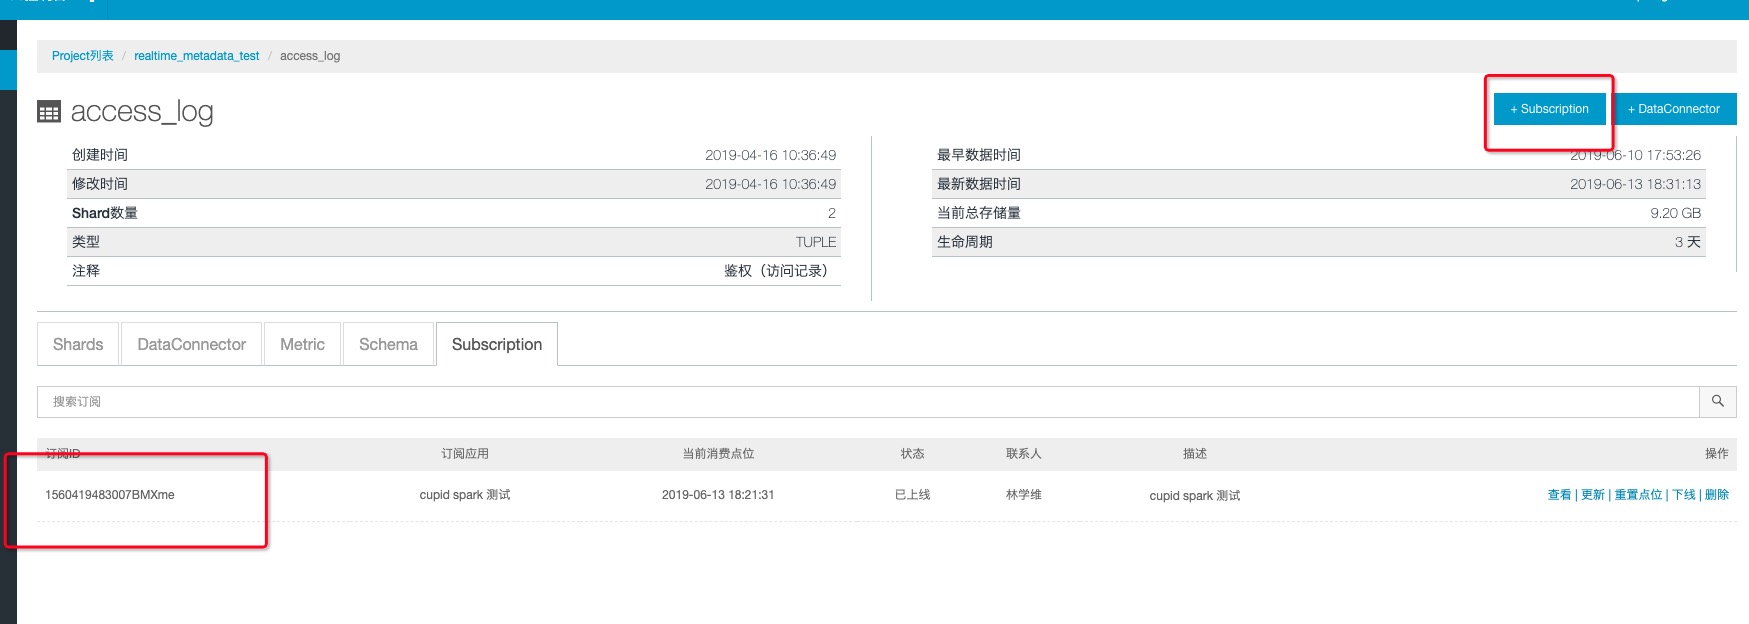 Project列表 / realtime_metadata_test / access_log
access_log
+ Subscription
+ DataConnector
创建时间 2019-04-16 10:36:49
修改时间 2019-04-16 10:36:49
Shard数量 2
类型 TUPLE
注释 鉴权（访问记录）
最早数据时间 2019-06-10 17:53:26
最新数据时间 2019-06-13 18:31:13
当前总存储量 9.20 GB
生命周期 3 天
Shards DataConnector Metric Schema Subscription
搜索订阅
订阅ID 订阅应用 当前消费点位 状态 联系人 描述 操作
1560419483007BMXme cupid spark 测试 2019-06-13 18:21:31 已上线 林学维 cupid spark 测试 查看 | 更新 | 重置点位 | 下线 | 删除